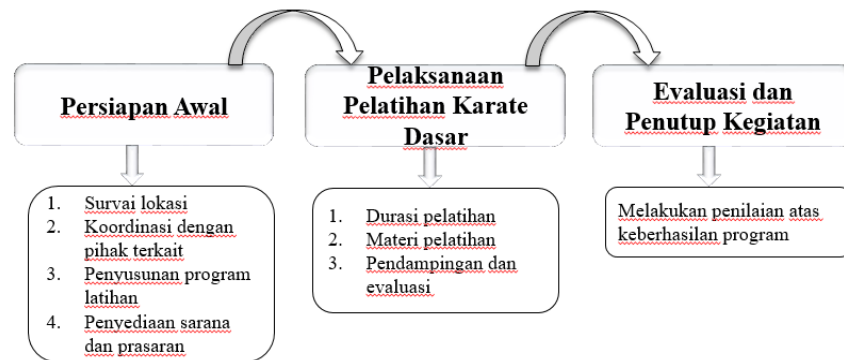 Persiapan Awal
Pelaksanaan
Pelatihan Karate
Dasar
Evaluasi dan
Penutup Kegiatan
1. Survai lokasi
2. Koordinasi dengan
pihak terkait
3. Penyusunan program
latihan
4. Penyediaan sarana
dan prasaran
1. Durasi pelatihan
2. Materi pelatihan
3. Pendampingan dan
evaluasi
Melakukan penilaian atas
keberhasilan program